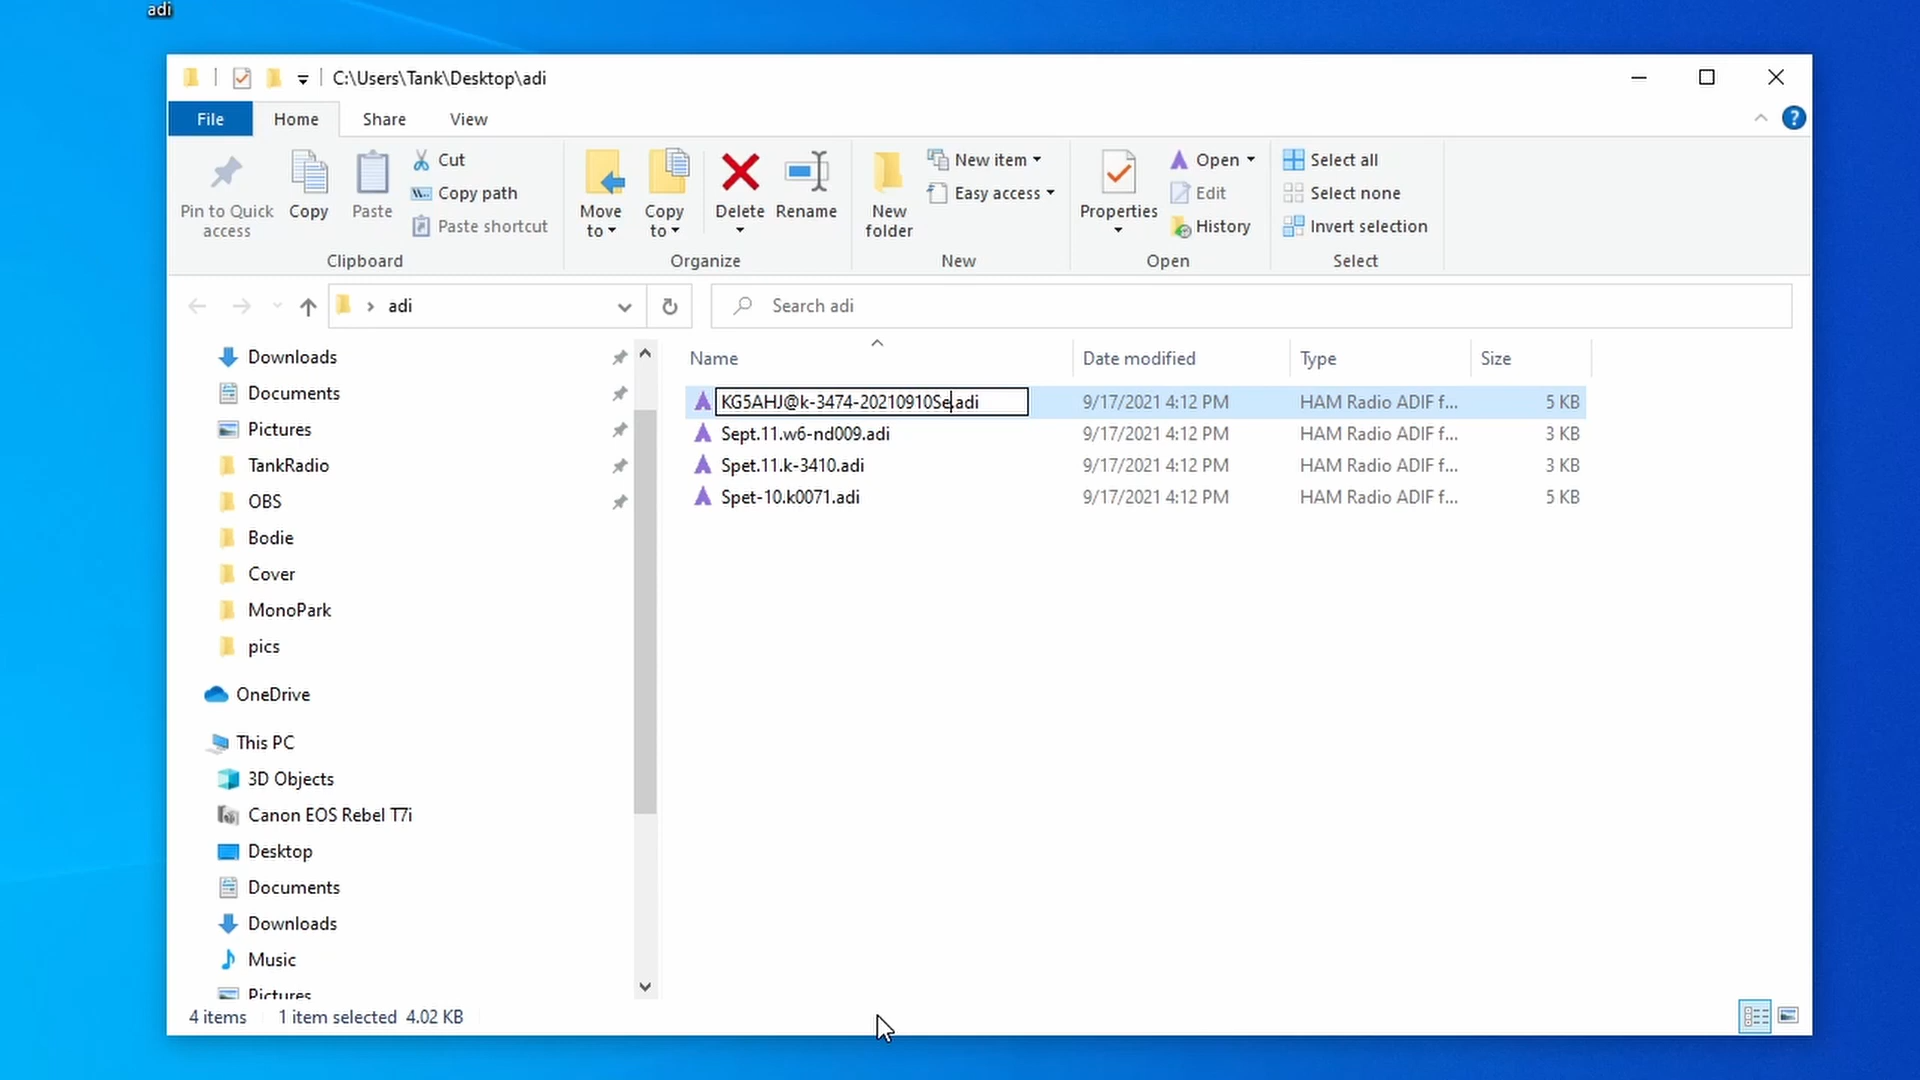 adi
C:\Users\Tank\Desktop\adi
File Home Share View
Pin to Quick access
Copy
Paste
Cut
Copy path
Paste shortcut
Clipboard
Move to
Copy to
Delete
Rename
Organize
New folder
New item
Easy access
New
Properties
Open
Edit
History
Open
Select all
Select none
Invert selection
Select
adi
Search adi
Downloads
Documents
Pictures
TankRadio
OBS
Bodie
Cover
MonoPark
pics
OneDrive
This PC
3D Objects
Canon EOS Rebel T7i
Desktop
Documents
Downloads
Music
Pictures
Name Date modified Type Size
KG5AHJ@k-3474-20210910Se.adi 9/17/2021 4:12 PM HAM Radio ADIF f... 5 KB
Sept.11.w6-nd009.adi 9/17/2021 4:12 PM HAM Radio ADIF f... 3 KB
Spet.11.k-3410.adi 9/17/2021 4:12 PM HAM Radio ADIF f... 3 KB
Spet-10.k0071.adi 9/17/2021 4:12 PM HAM Radio ADIF f... 5 KB
4 items 1 item selected 4.02 KB